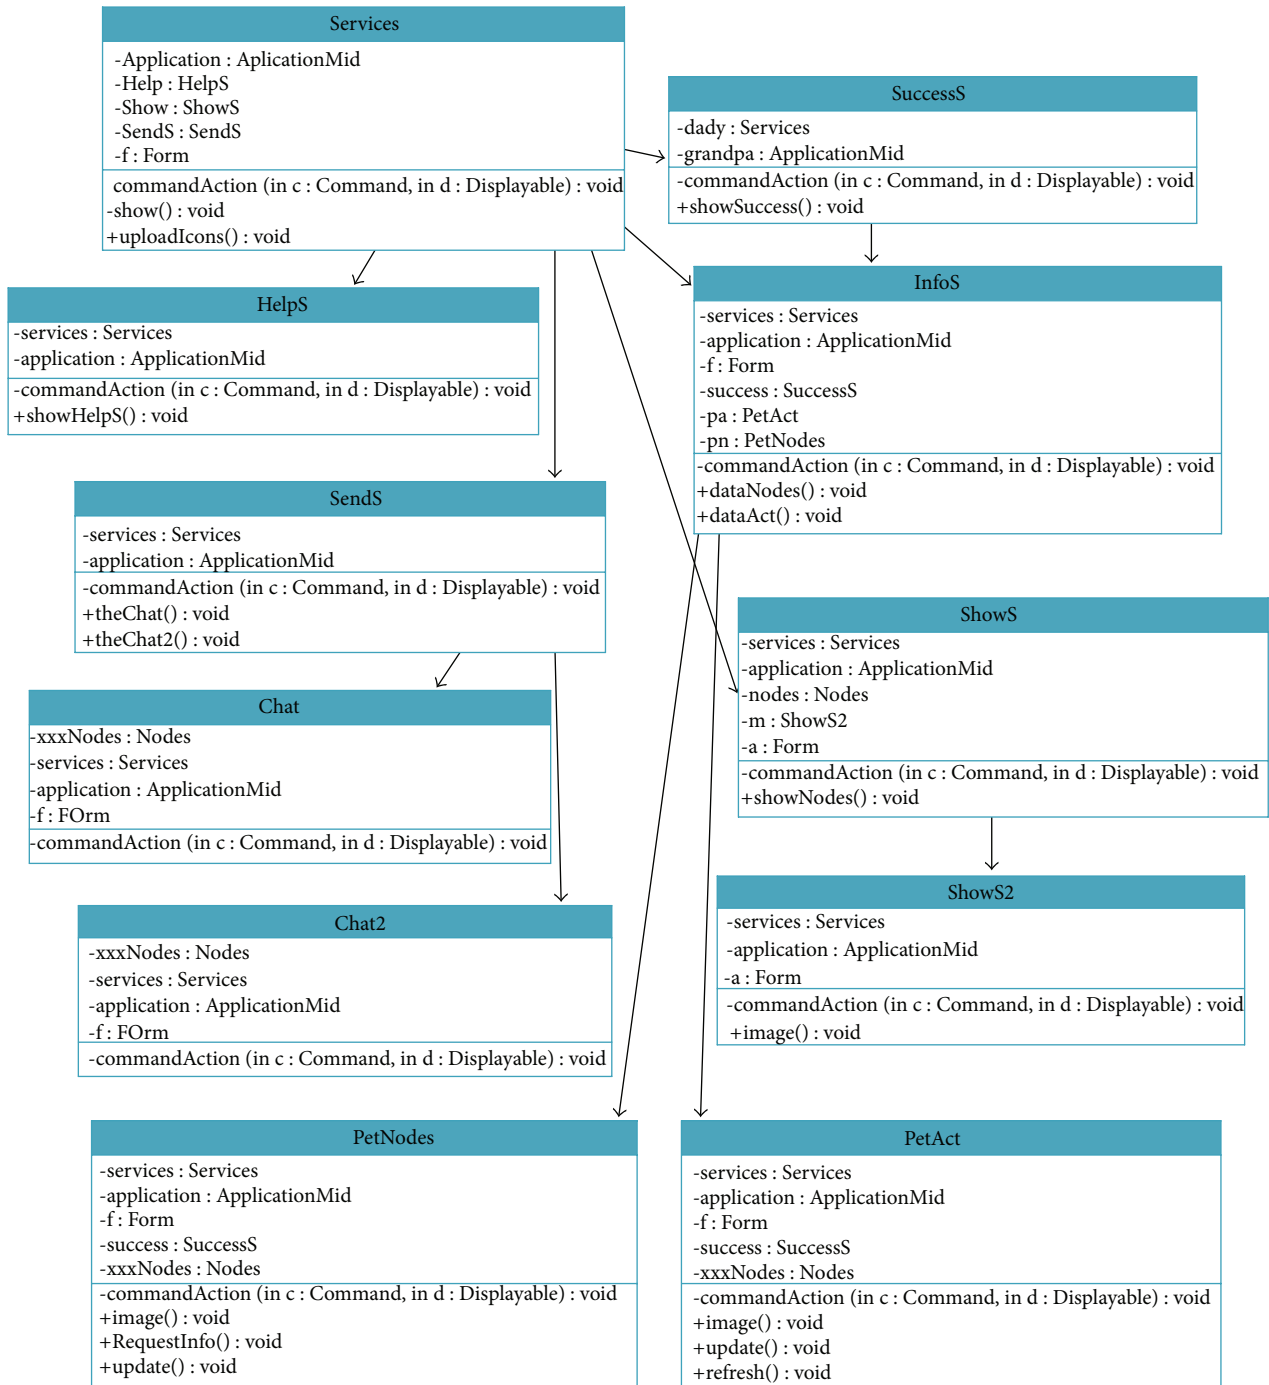 Services
-Application : AplicationMid
-Help : HelpS
-Show : ShowS
-SendS : SendS
-f : Form
commandAction (in c : Command, in d : Displayable) : void
-show() : void
+uploadIcons() : void
SuccessS
-dady : Services
-grandpa : ApplicationMid
-commandAction (in c : Command, in d : Displayable) : void
+showSuccess() : void
HelpS
-services : Services
-application : ApplicationMid
-commandAction (in c : Command, in d : Displayable) : void
+showHelpS() : void
InfoS
-services : Services
-application : ApplicationMid
-f : Form
-success : SuccessS
-pa : PetAct
-pn : PetNodes
-commandAction (in c : Command, in d : Displayable) : void
+dataNodes() : void
+dataAct() : void
SendS
-services : Services
-application : ApplicationMid
-commandAction (in c : Command, in d : Displayable) : void
+theChat() : void
+theChat2() : void
ShowS
-services : Services
-application : ApplicationMid
-nodes : Nodes
-m : ShowS2
-a : Form
-commandAction (in c : Command, in d : Displayable) : void
+showNodes() : void
Chat
-xxxNodes : Nodes
-services : Services
-application : ApplicationMid
-f : FOrm
-commandAction (in c : Command, in d : Displayable) : void
ShowS2
-services : Services
-application : ApplicationMid
-a : Form
-commandAction (in c : Command, in d : Displayable) : void
+image() : void
Chat2
-xxxNodes : Nodes
-services : Services
-application : ApplicationMid
-f : FOrm
-commandAction (in c : Command, in d : Displayable) : void
PetNodes
-services : Services
-application : ApplicationMid
-f : Form
-success : SuccessS
-xxxNodes : Nodes
-commandAction (in c : Command, in d : Displayable) : void
+image() : void
+RequestInfo() : void
+update() : void
PetAct
-services : Services
-application : ApplicationMid
-f : Form
-success : SuccessS
-xxxNodes : Nodes
-commandAction (in c : Command, in d : Displayable) : void
+image() : void
+update() : void
+refresh() : void